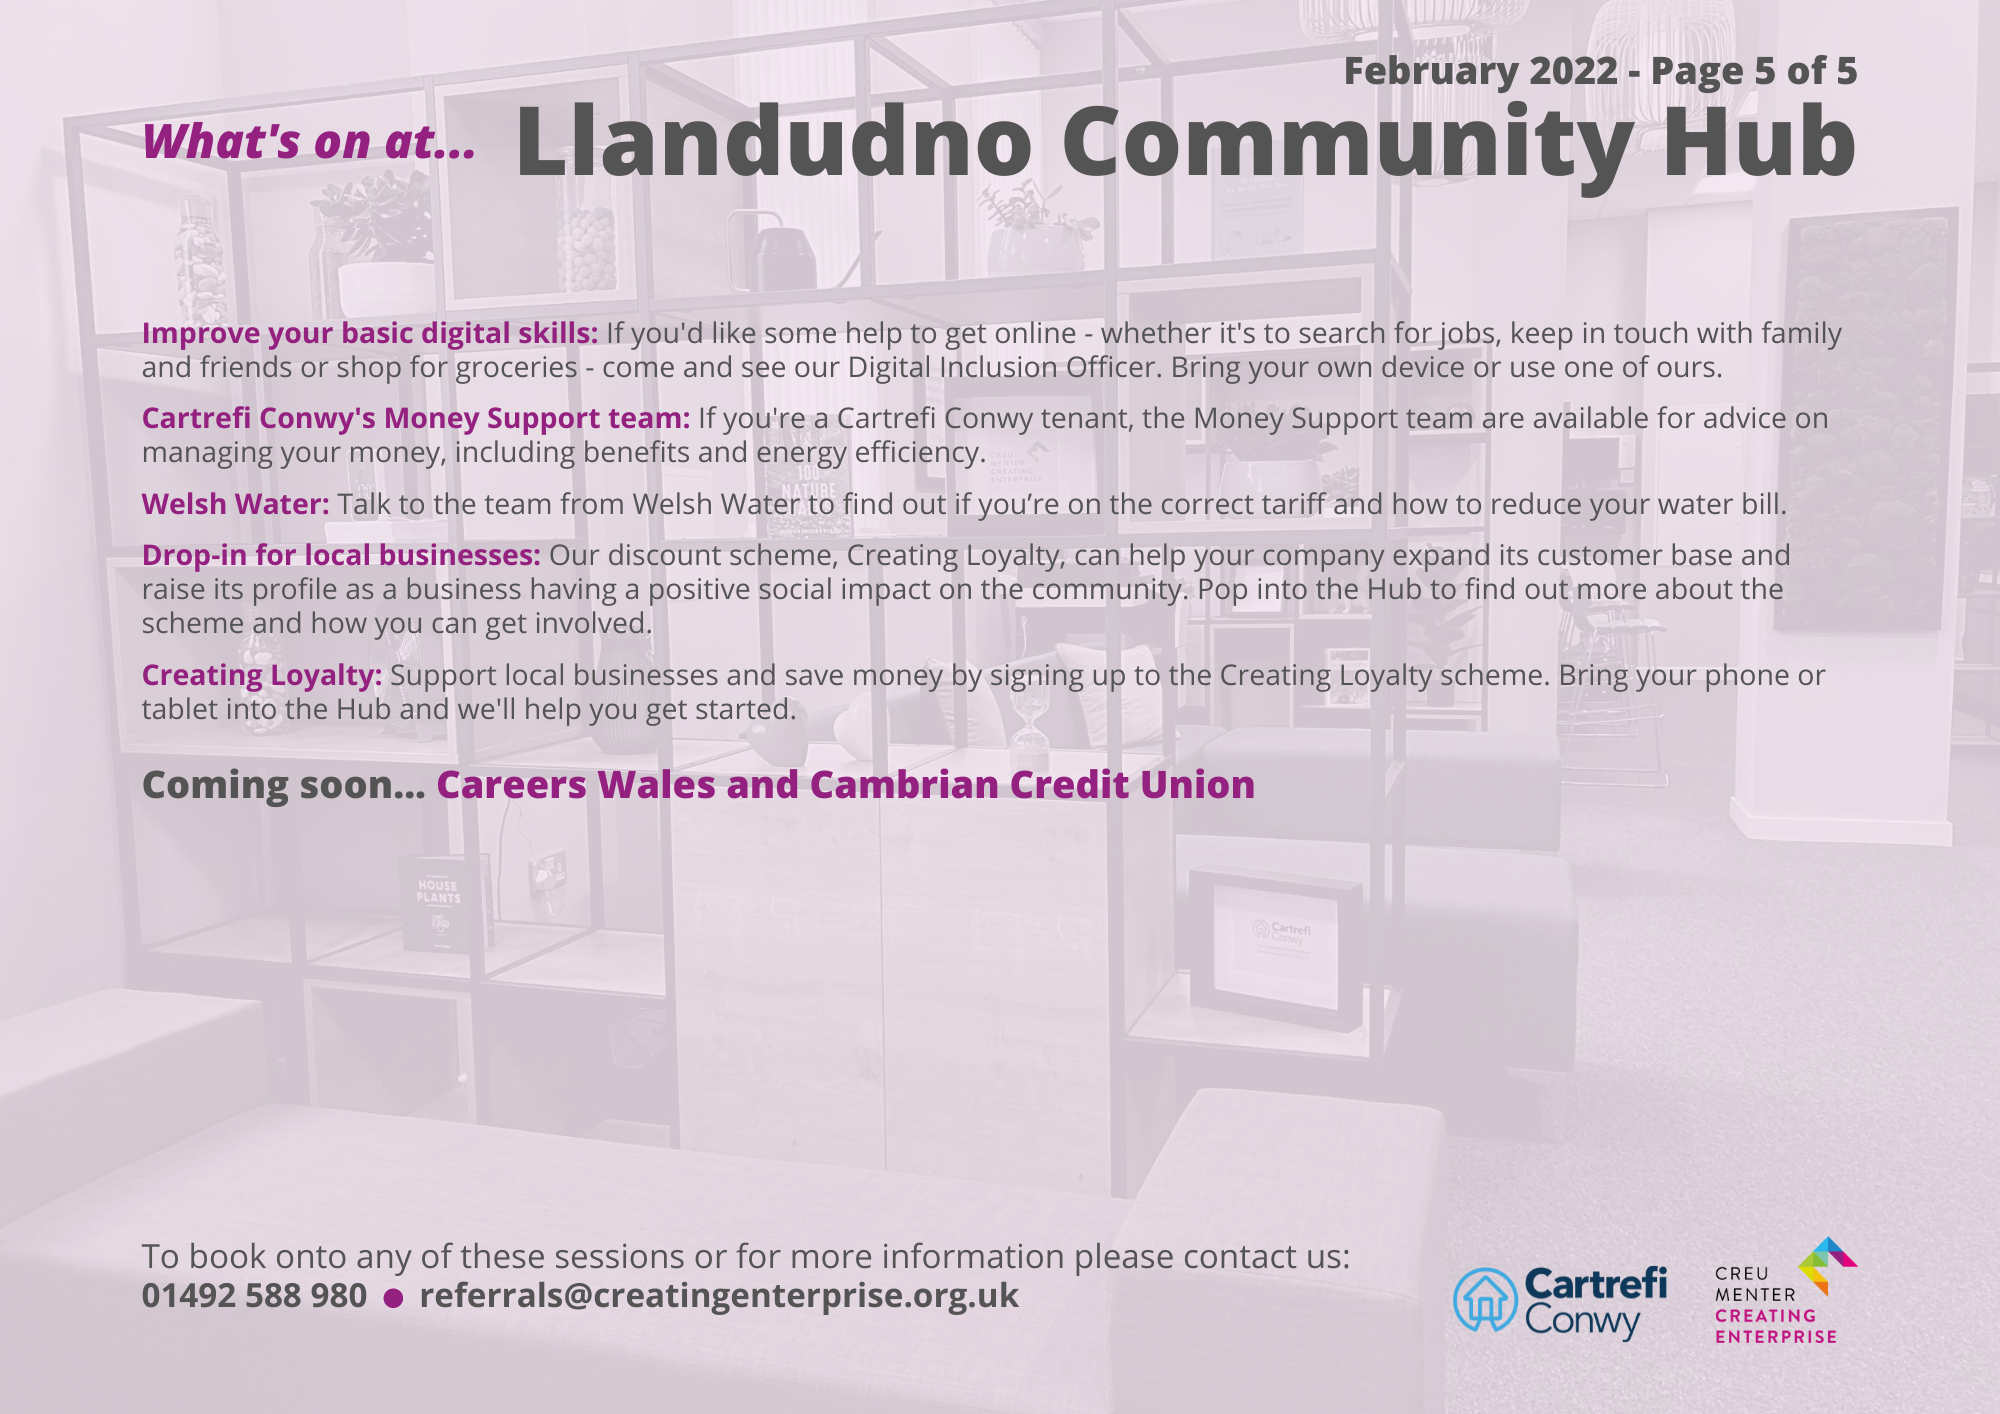 February 2022 - Page 5 of 5
What's on at... Llandudno Community Hub
Improve your basic digital skills: If you'd like some help to get online - whether it's to search for jobs, keep in touch with family
and friends or shop for groceries - come and see our Digital Inclusion Officer. Bring your own device or use one of ours.
Cartrefi Conwy's Money Support team: If you're a Cartrefi Conwy tenant, the Money Support team are available for advice on
managing your money, including benefits and energy efficiency.
Welsh Water: Talk to the team from Welsh Water to find out if you’re on the correct tariff and how to reduce your water bill.
Drop-in for local businesses: Our discount scheme, Creating Loyalty, can help your company expand its customer base and
raise its profile as a business having a positive social impact on the community. Pop into the Hub to find out more about the
scheme and how you can get involved.
Creating Loyalty: Support local businesses and save money by signing up to the Creating Loyalty scheme. Bring your phone or
tablet into the Hub and we'll help you get started.
Coming soon... Careers Wales and Cambrian Credit Union
CREU
MENTER
CREATING
ENTERPRISE
100
NATURE
HOUSE
PLANTS
Cartrefi
Conwy
To book onto any of these sessions or for more information please contact us:
01492 588 980 ● referrals@creatingenterprise.org.uk
Cartrefi
Conwy
CREU
MENTER
CREATING
ENTERPRISE